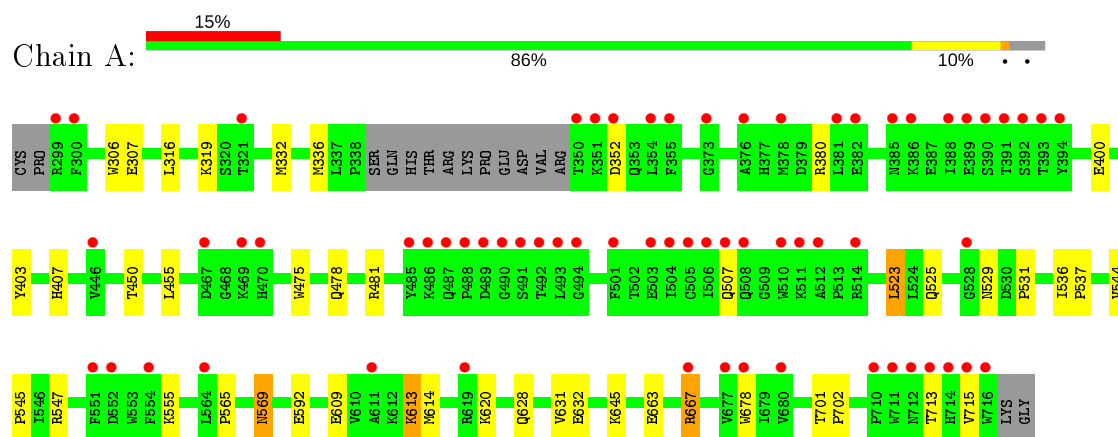 15%
Chain A:
86% 10% • •
CYS PRO R299 F300 W306 E307 L316 K319 S320 T321 M332 M336 L337 P338 SER GLN HIS THR ARG LYS PRO GLU ASP VAL ARG T350 K351 D352 Q353 L354 F355 G373 A376 H377 M378 D379 R380 L381 E382 N385 K386 E387 I388 E389 S390 T391 S392 T393 Y394 E400
Y403 H407 V446 T450 L455 D467 G468 K469 H470 W475 Q478 R481 Y485 K486 Q487 P488 D489 G490 S491 T492 L493 G494 F501 T502 E503 I504 C505 I506 Q507 Q508 G509 W510 K511 A512 P513 R514 L523 L524 Q525 G528 N529 D530 P531 I536 P537 V544
P545 I546 R547 F551 D552 W553 F554 K555 L564 P565 N569 E592 E609 V610 A611 K612 K613 M614 R619 K620 Q628 V631 E632 K645 E663 R667 V677 W678 I679 V680 T701 P702 P710 W711 N712 T713 H714 V715 W716 LYS GLY